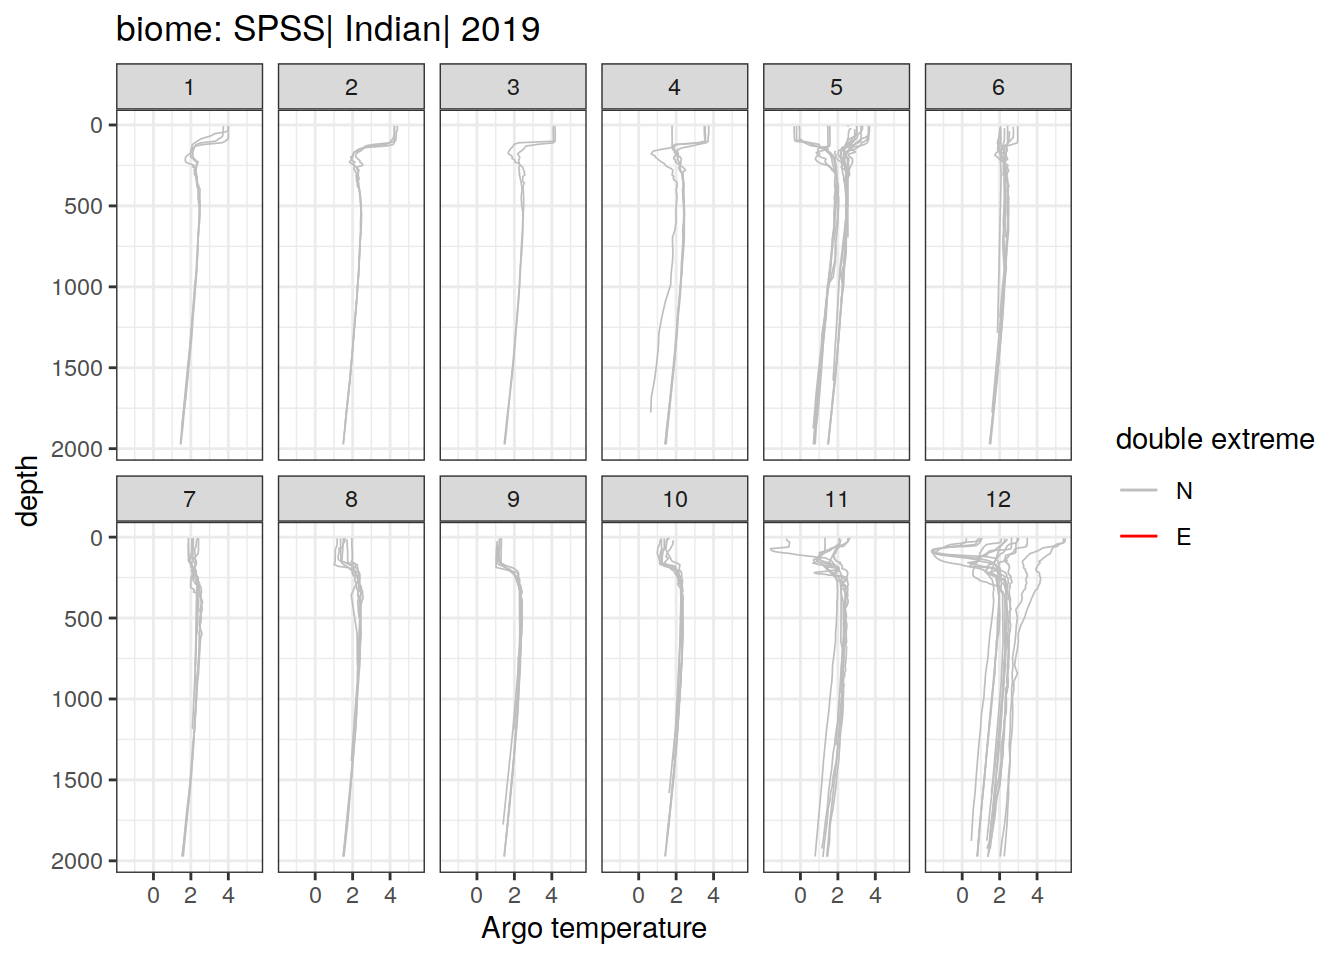 biome: SPSS| Indian| 2019
1 2 3 4 5 6
0
500
1000
1500
2000
7 8 9 10 11 12
0
500
1000
1500
2000
0 2 4 0 2 4 0 2 4 0 2 4 0 2 4 0 2 4
Argo temperature
depth
double extreme
N
E